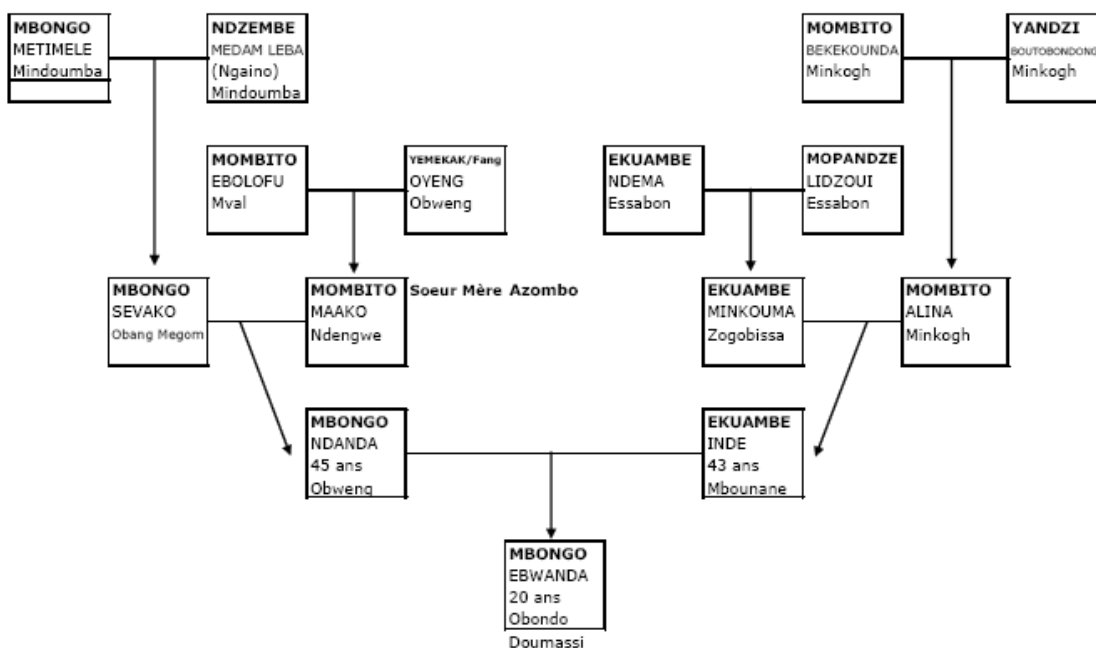 MBONGO
METIMELE
Mindoumba
NDZEMBE
MEDAM LEBA
(Ngaino)
Mindoumba
MOMBITO
BEKEKOUNDA
Minkogh
YANDZI
BOUTOBONDONG
Minkogh
MOMBITO
EBOLOFU
Mval
YEMEKAK/Fang
OYENG
Obweng
EKUAMBE
NDEMA
Essabon
MOPANDZE
LIDZOUI
Essabon
MBONGO
SEVAKO
Obang Megom
MOMBITO
MAAKO
Ndengwe
Soeur Mère Azombo
EKUAMBE
MINKOUMA
Zogobissa
MOMBITO
ALINA
Minkogh
MBONGO
NDANDA
45 ans
Obweng
EKUAMBE
INDE
43 ans
Mbounane
MBONGO
EBWANDA
20 ans
Obondo
Doumassi